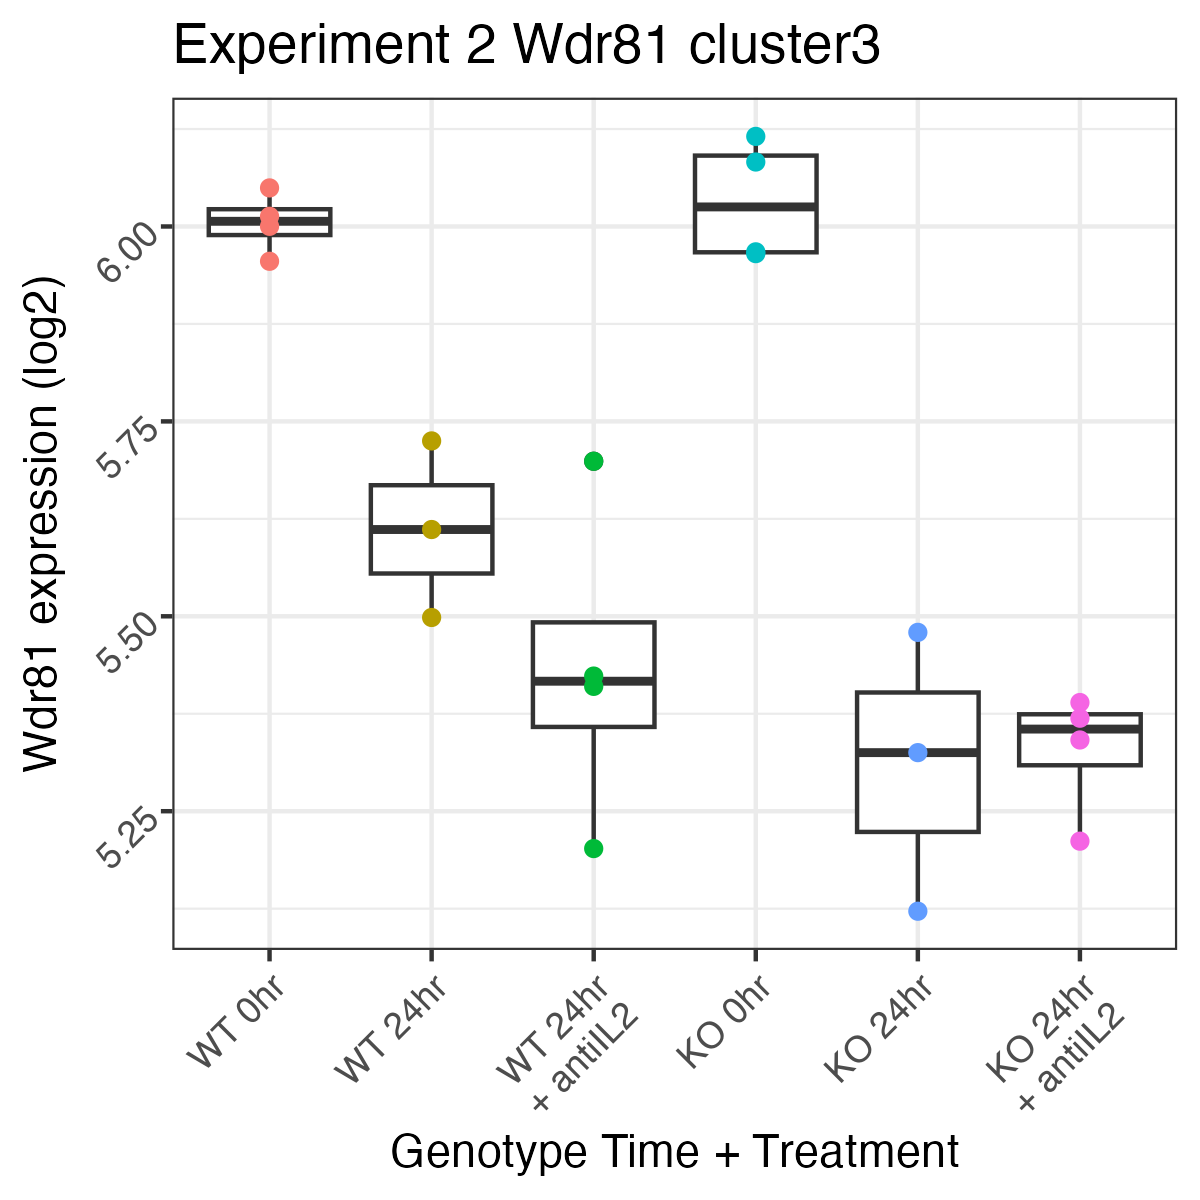 Experiment 2 Wdr81 cluster3
Wdr81 expression (log2)
6.00
5.75
5.50
5.25
WT 0hr
WT 24hr
WT 24hr
+ antiIL2
KO 0hr
KO 24hr
KO 24hr
+ antiIL2
Genotype Time + Treatment